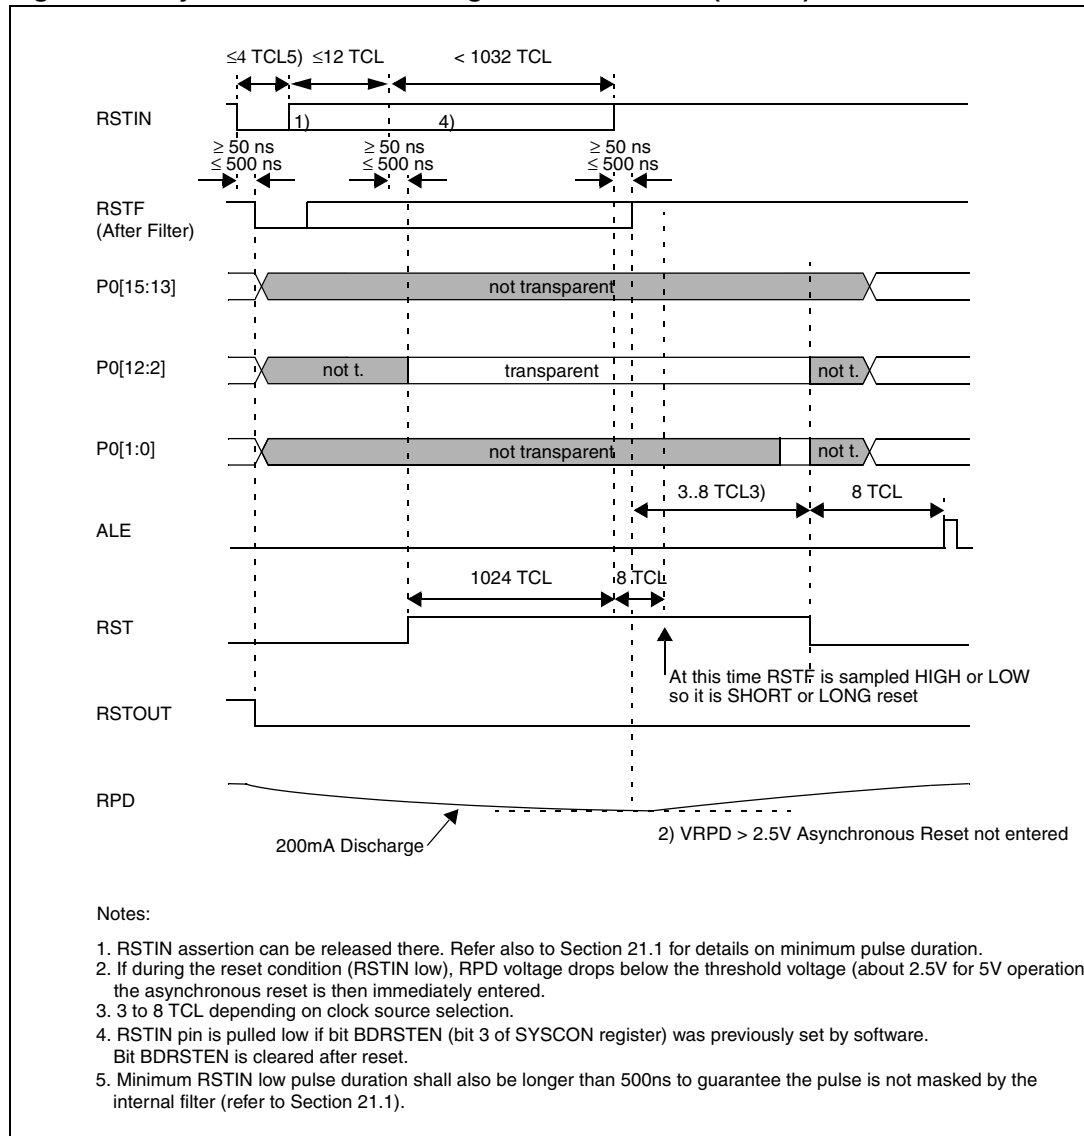 ≤4 TCL5) ≤12 TCL < 1032 TCL
RSTIN 1) 4)
≥ 50 ns ≥ 50 ns ≥ 50 ns
≤ 500 ns ≤ 500 ns ≤ 500 ns
RSTF
(After Filter)
P0[15:13] not transparent
P0[12:2] not t. transparent not t.
P0[1:0] not transparent not t.
3..8 TCL3) 8 TCL
ALE
1024 TCL 8 TCL
RST
At this time RSTF is sampled HIGH or LOW
so it is SHORT or LONG reset
RSTOUT
RPD
200mA Discharge
2) VRPD > 2.5V Asynchronous Reset not entered
Notes:
1. RSTIN assertion can be released there. Refer also to Section 21.1 for details on minimum pulse duration.
2. If during the reset condition (RSTIN low), RPD voltage drops below the threshold voltage (about 2.5V for 5V operation
the asynchronous reset is then immediately entered.
3. 3 to 8 TCL depending on clock source selection.
4. RSTIN pin is pulled low if bit BDRSTEN (bit 3 of SYSCON register) was previously set by software.
Bit BDRSTEN is cleared after reset.
5. Minimum RSTIN low pulse duration shall also be longer than 500ns to guarantee the pulse is not masked by the
internal filter (refer to Section 21.1).